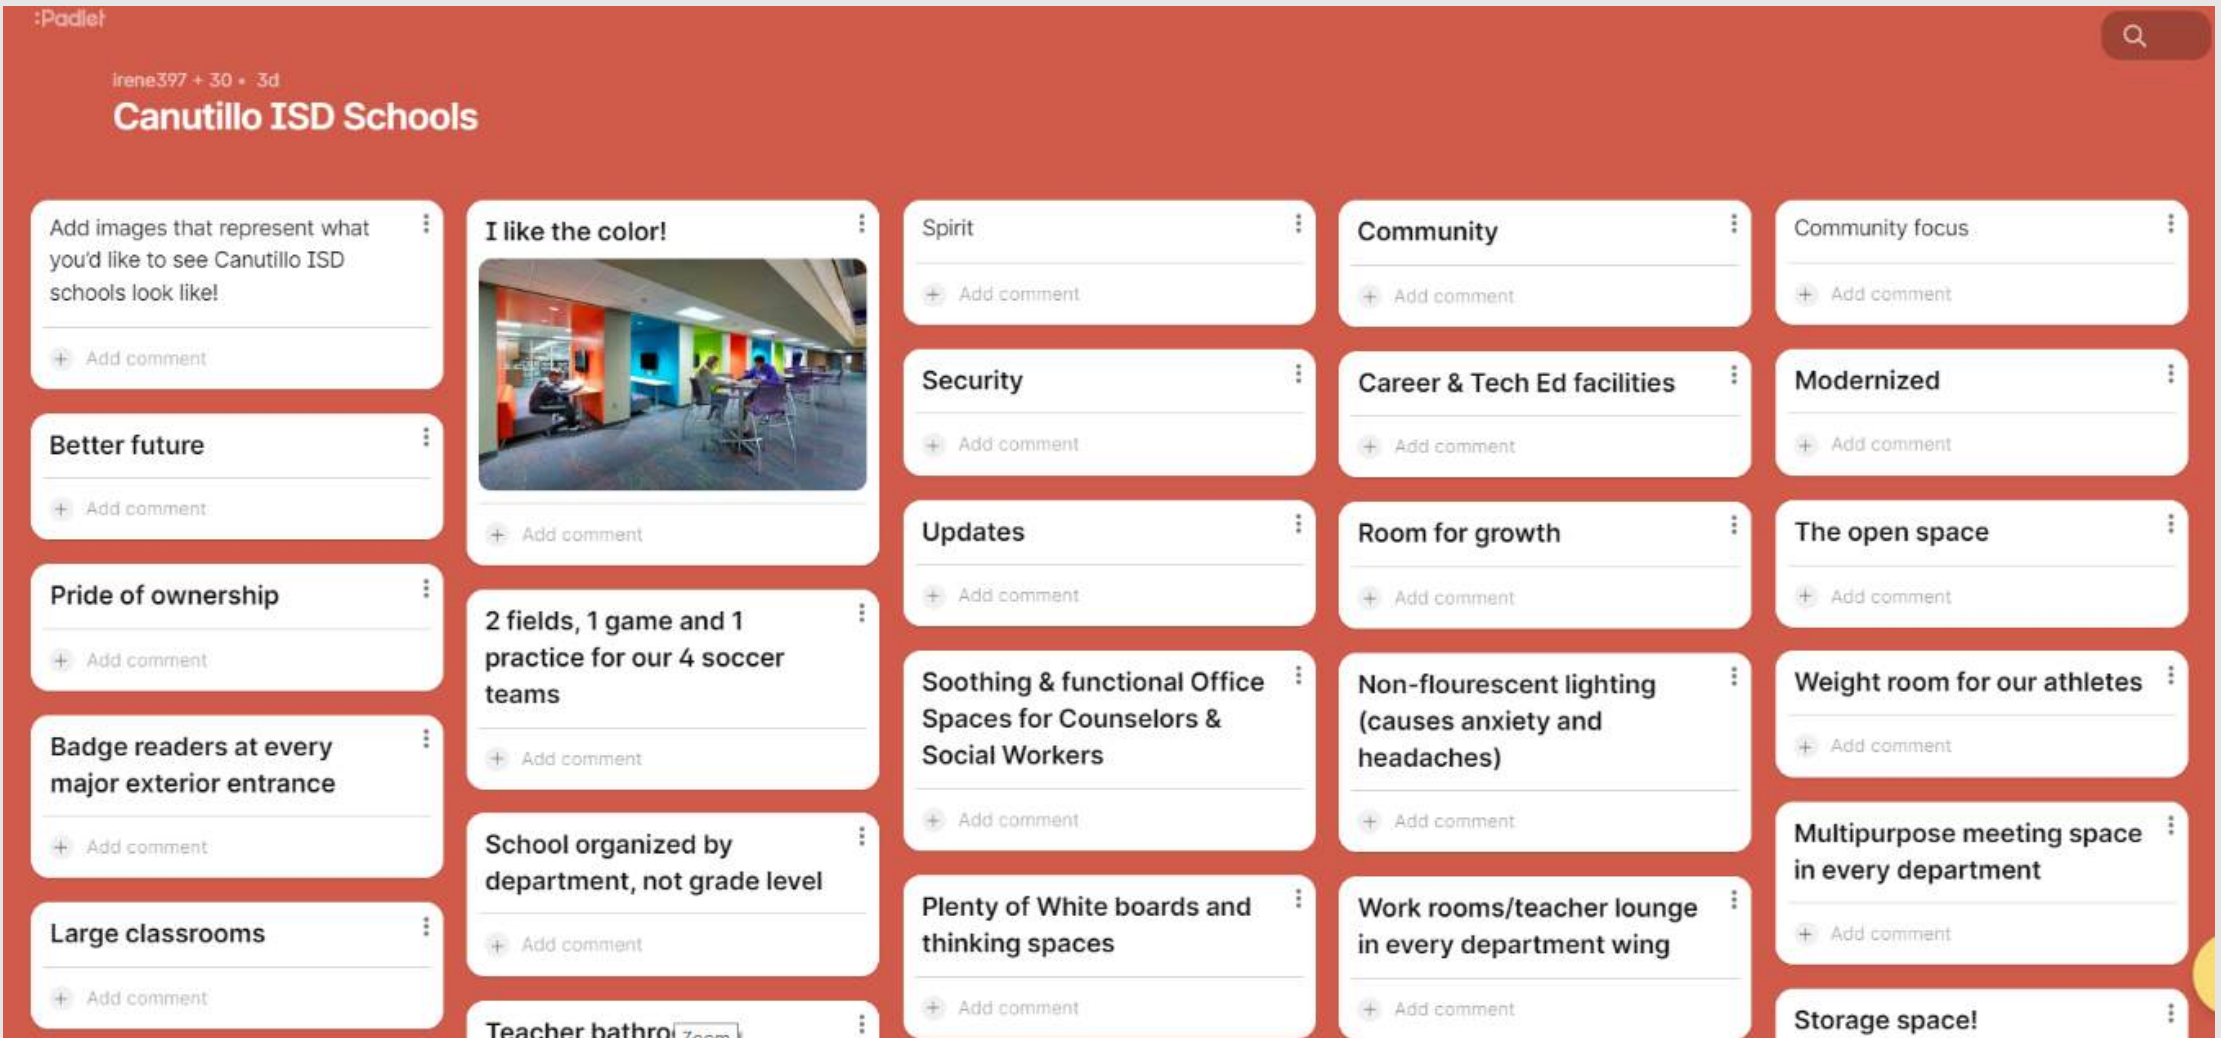 :Padlet
irene397 + 30 • 3d
Canutillo ISD Schools
Add images that represent what
you'd like to see Canutillo ISD
schools look like!
Add comment
Better future
Add comment
Pride of ownership
Add comment
Badge readers at every
major exterior entrance
Add comment
Large classrooms
Add comment
I like the color!
Add comment
2 fields, 1 game and 1
practice for our 4 soccer
teams
Add comment
School organized by
department, not grade level
Add comment
Teacher
Zoom
Spirit
Add comment
Security
Add comment
Updates
Add comment
Soothing & functional Office
Spaces for Counselors &
Social Workers
Add comment
Plenty of White boards and
thinking spaces
Add comment
Community
Add comment
Career & Tech Ed facilities
Add comment
Room for growth
Add comment
Non-flourescent lighting
(causes anxiety and
headaches)
Add comment
Work rooms/teacher lounge
in every department wing
Add comment
Community focus
Add comment
Modernized
Add comment
The open space
Add comment
Weight room for our athletes
Add comment
Multipurpose meeting space
in every department
Add comment
Storage space!